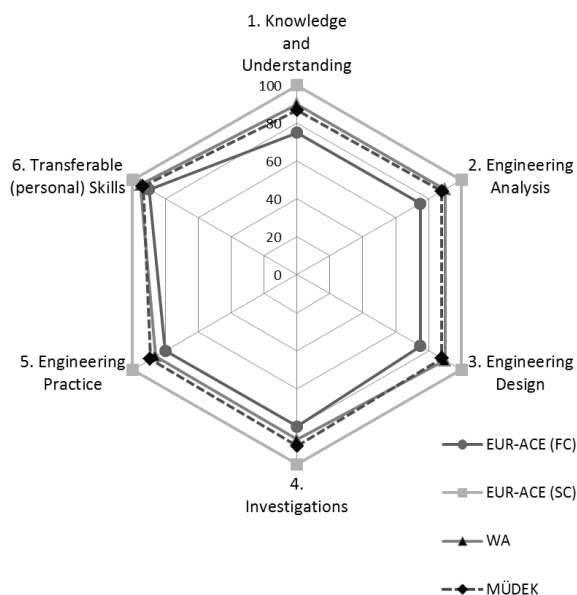 1. Knowledge
and
Understanding
100
80
60
40
20
0
6. Transferable
(personal) Skills
2. Engineering
Analysis
5. Engineering
Practice
3. Engineering
Design
4.
Investigations
EUR-ACE (FC)
EUR-ACE (SC)
WA
MÜDEK